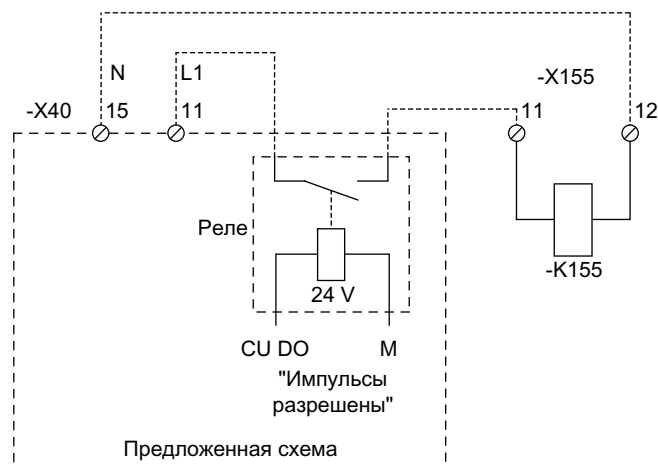 N L1
-X155
-X40 15 11 11 12
Реле
-K155
24 V
CU DO M
"Импульсы
разрешены"
Предложенная схема